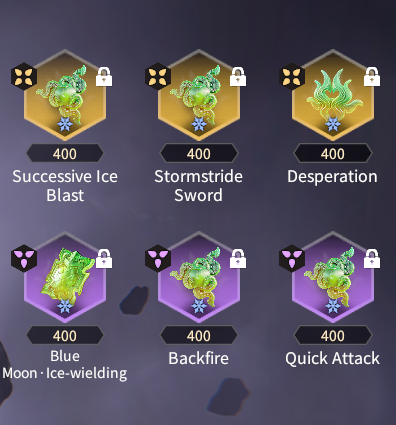 400
400
400
Successive Ice
Blast
Stormstride
Sword
Desperation
400
400
400
Blue
Moon·Ice-wielding
Backfire
Quick Attack